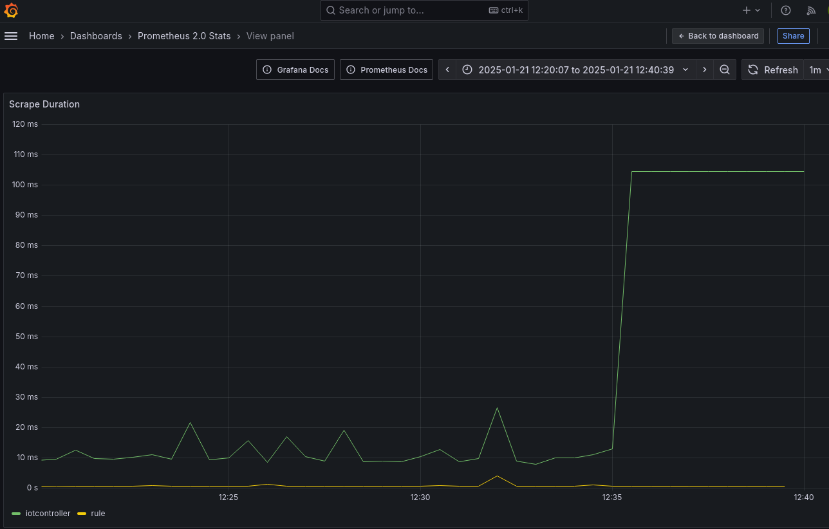 Search or jump to... ctrl+k
Home › Dashboards › Prometheus 2.0 Stats › View panel Back to dashboard Share
Grafana Docs Prometheus Docs 2025-01-21 12:20:07 to 2025-01-21 12:40:39 Refresh 1m
Scrape Duration
120 ms
110 ms
100 ms
90 ms
80 ms
70 ms
60 ms
50 ms
40 ms
30 ms
20 ms
10 ms
0 s
12:25 12:30 12:35 12:40
iotcontroller rule